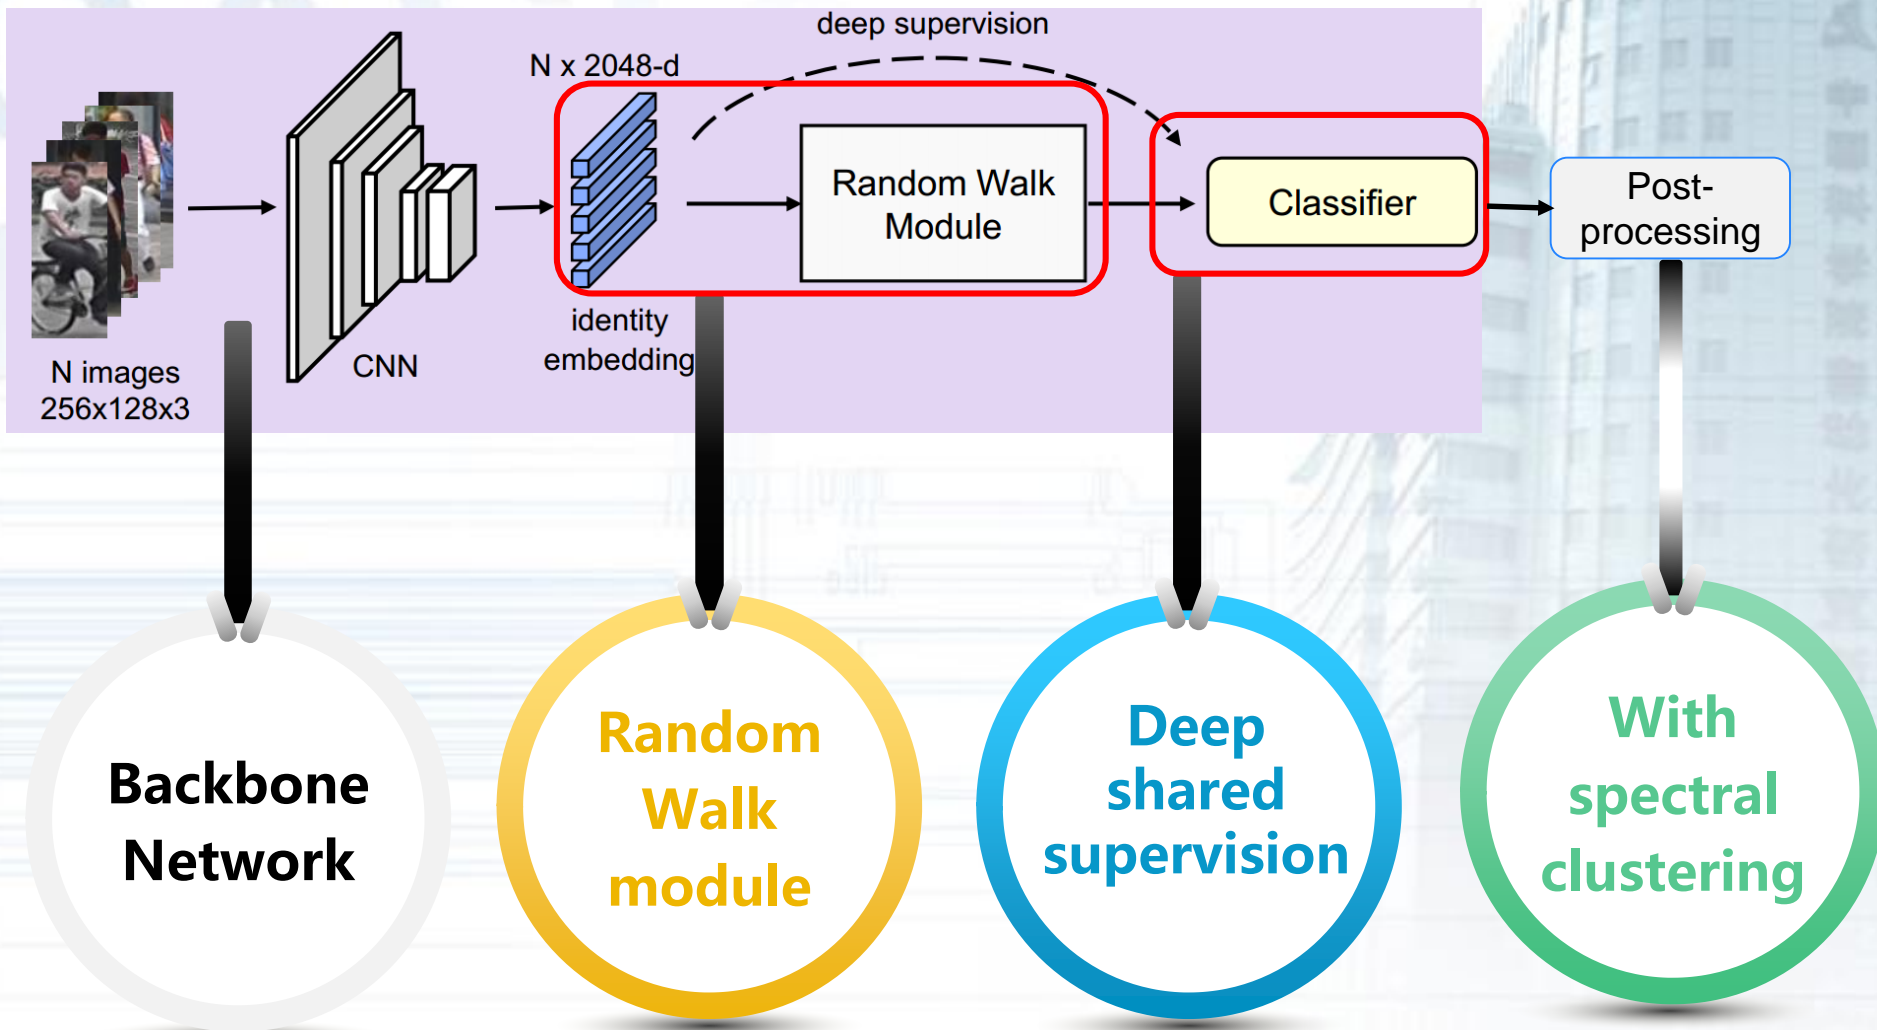 deep supervision
N x 2048-d
Random Walk
Module
Classifier
Post-
processing
identity
embedding
CNN
N images
256x128x3
Backbone
Network
Random
Walk
module
Deep
shared
supervision
With
spectral
clustering